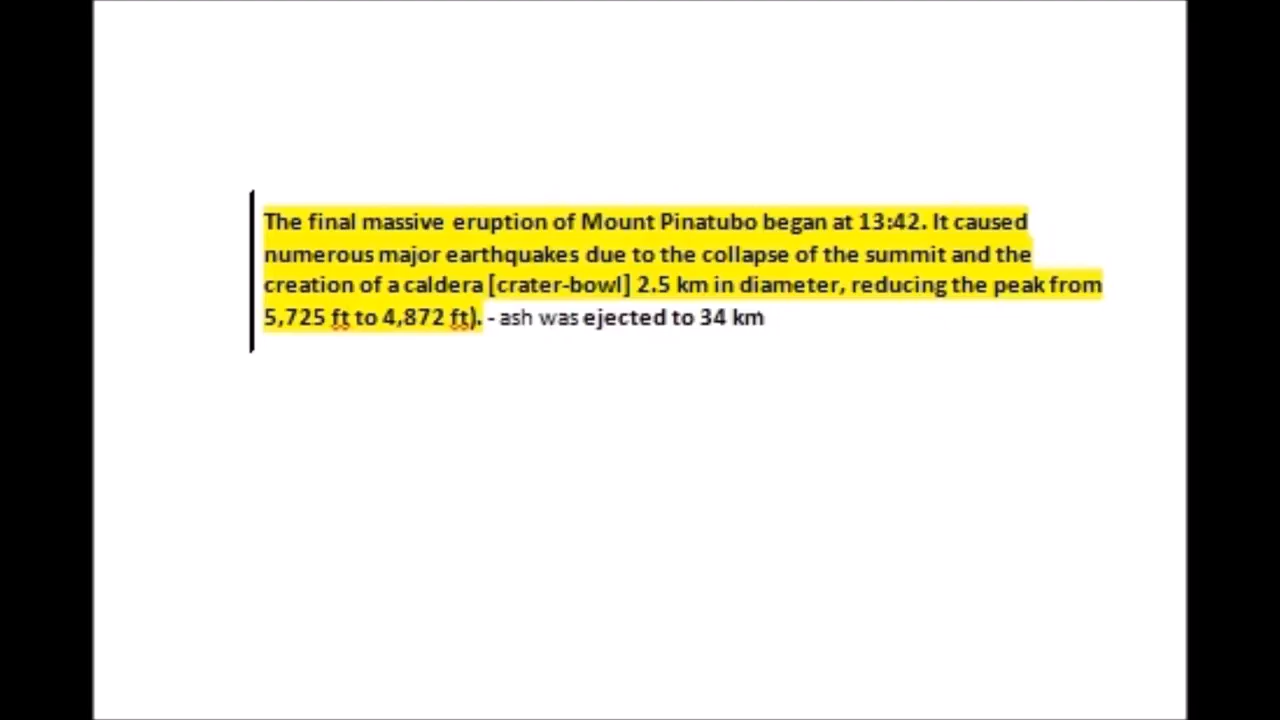 The final massive eruption of Mount Pinatubo began at 13:42. It caused
numerous major earthquakes due to the collapse of the summit and the
creation of a caldera [crater-bowl] 2.5 km in diameter, reducing the peak from
5,725 ft to 4,872 ft). - ash was ejected to 34 km